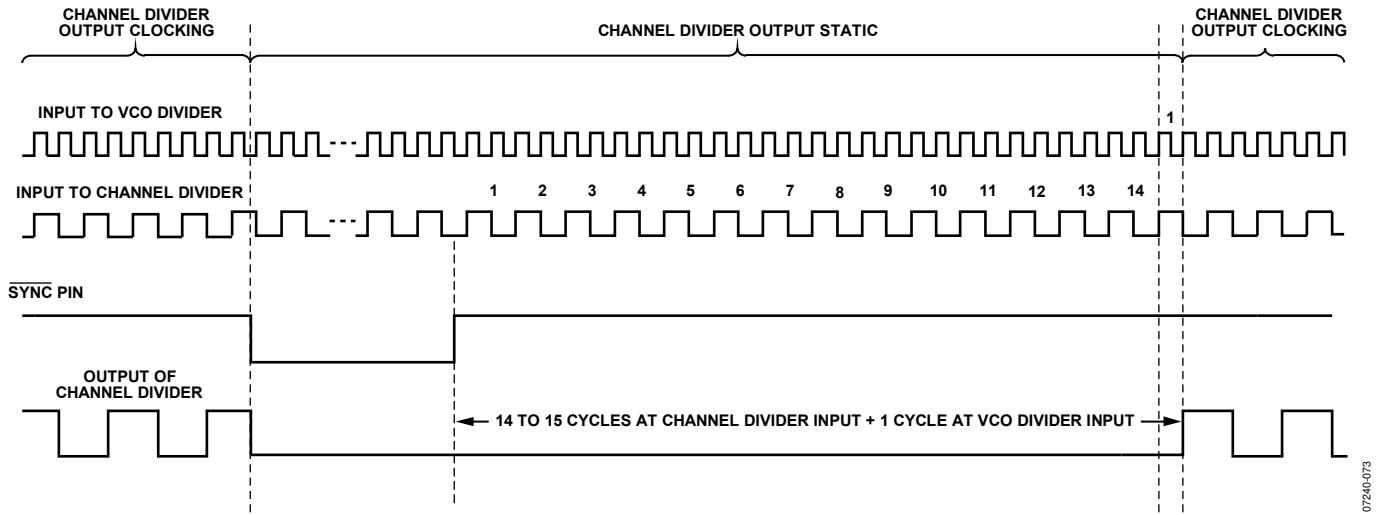 CHANNEL DIVIDER
OUTPUT CLOCKING
CHANNEL DIVIDER OUTPUT STATIC
CHANNEL DIVIDER
OUTPUT CLOCKING
INPUT TO VCO DIVIDER
1
INPUT TO CHANNEL DIVIDER
1 2 3 4 5 6 7 8 9 10 11 12 13 14
SYNC PIN
OUTPUT OF
CHANNEL DIVIDER
14 TO 15 CYCLES AT CHANNEL DIVIDER INPUT + 1 CYCLE AT VCO DIVIDER INPUT
07240-073